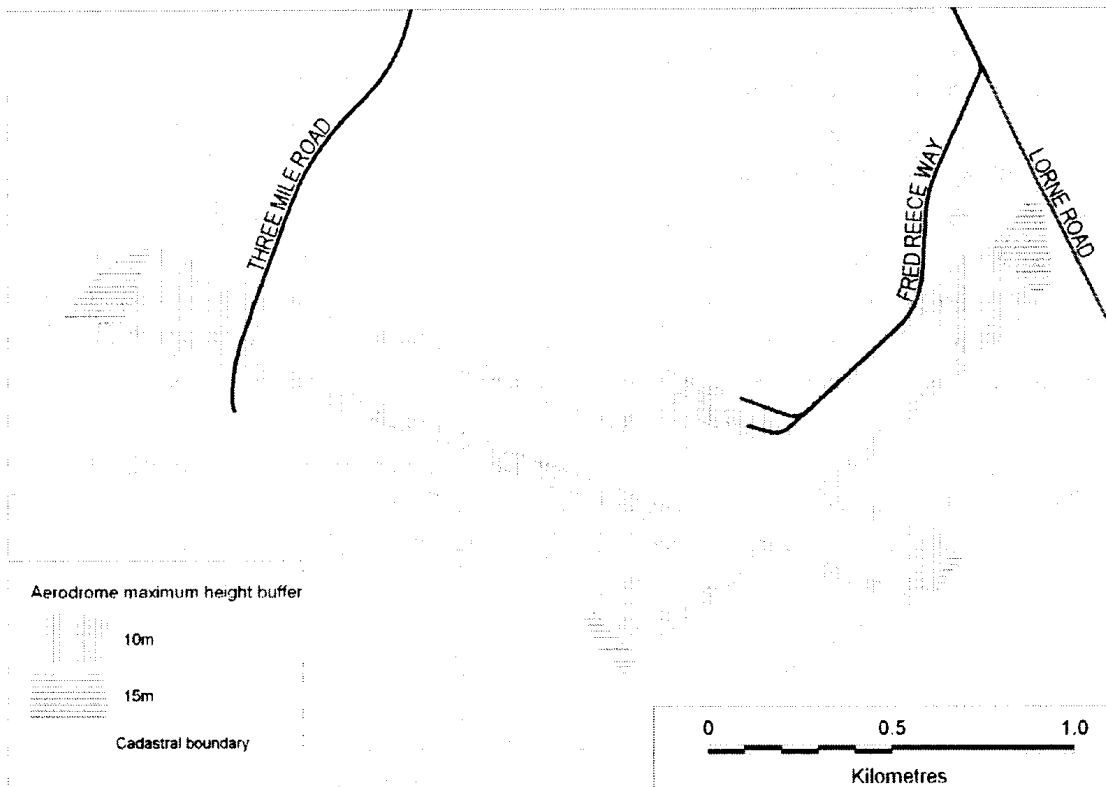 THREE MILE ROAD
FRED REECE WAY
LORNE ROAD
Aerodrome maximum height buffer
10m
15m
Cadastral boundary
0 0.5 1.0
Kilometres